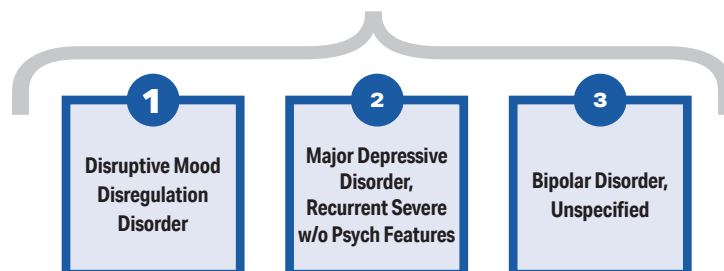 1
Disruptive Mood
Disregulation
Disorder
2
Major Depressive
Disorder,
Recurrent Severe
w/o Psych Features
3
Bipolar Disorder,
Unspecified